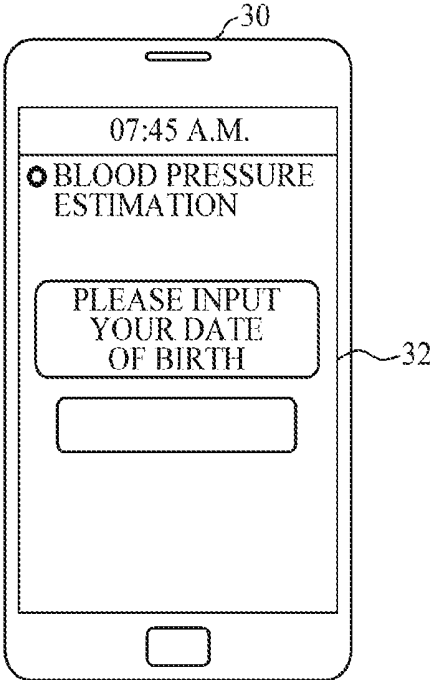 30
07:45 A.M.
BLOOD PRESSURE
ESTIMATION
PLEASE INPUT
YOUR DATE
OF BIRTH
32